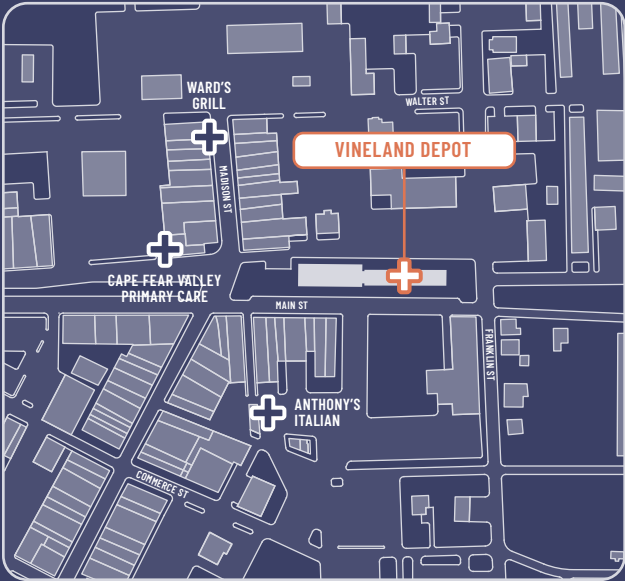 WARD'S
GRILL
WALTER ST
VINELAND DEPOT
MADISON ST
CAPE FEAR VALLEY
PRIMARY CARE
MAIN ST
FRANKLIN ST
ANTHONY'S
ITALIAN
COMMERCE ST